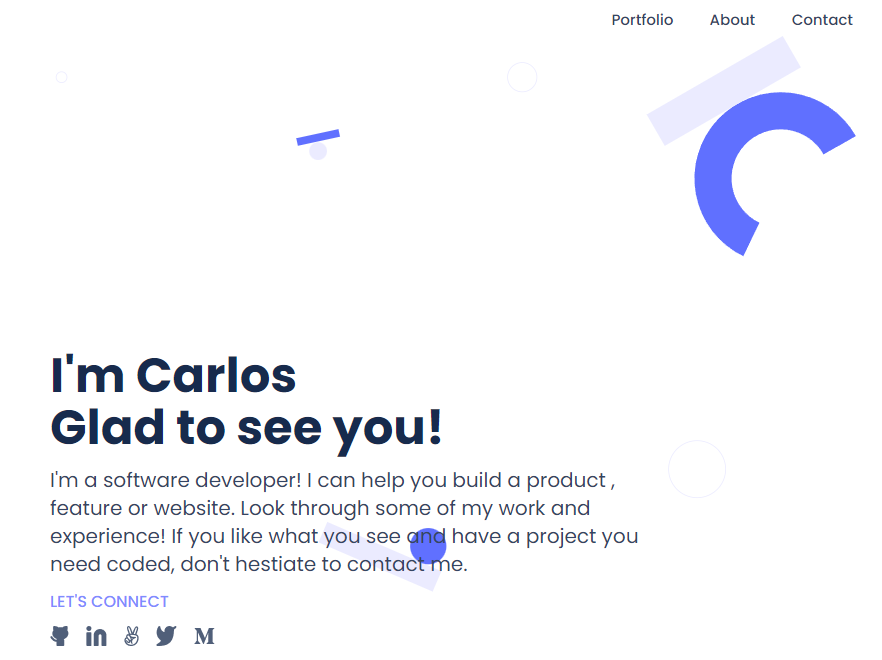 Portfolio About Contact
I'm Carlos
Glad to see you!
I'm a software developer! I can help you build a product ,
feature or website. Look through some of my work and
experience! If you like what you see and have a project you
need coded, don't hestiate to contact me.
LET'S CONNECT
in
M